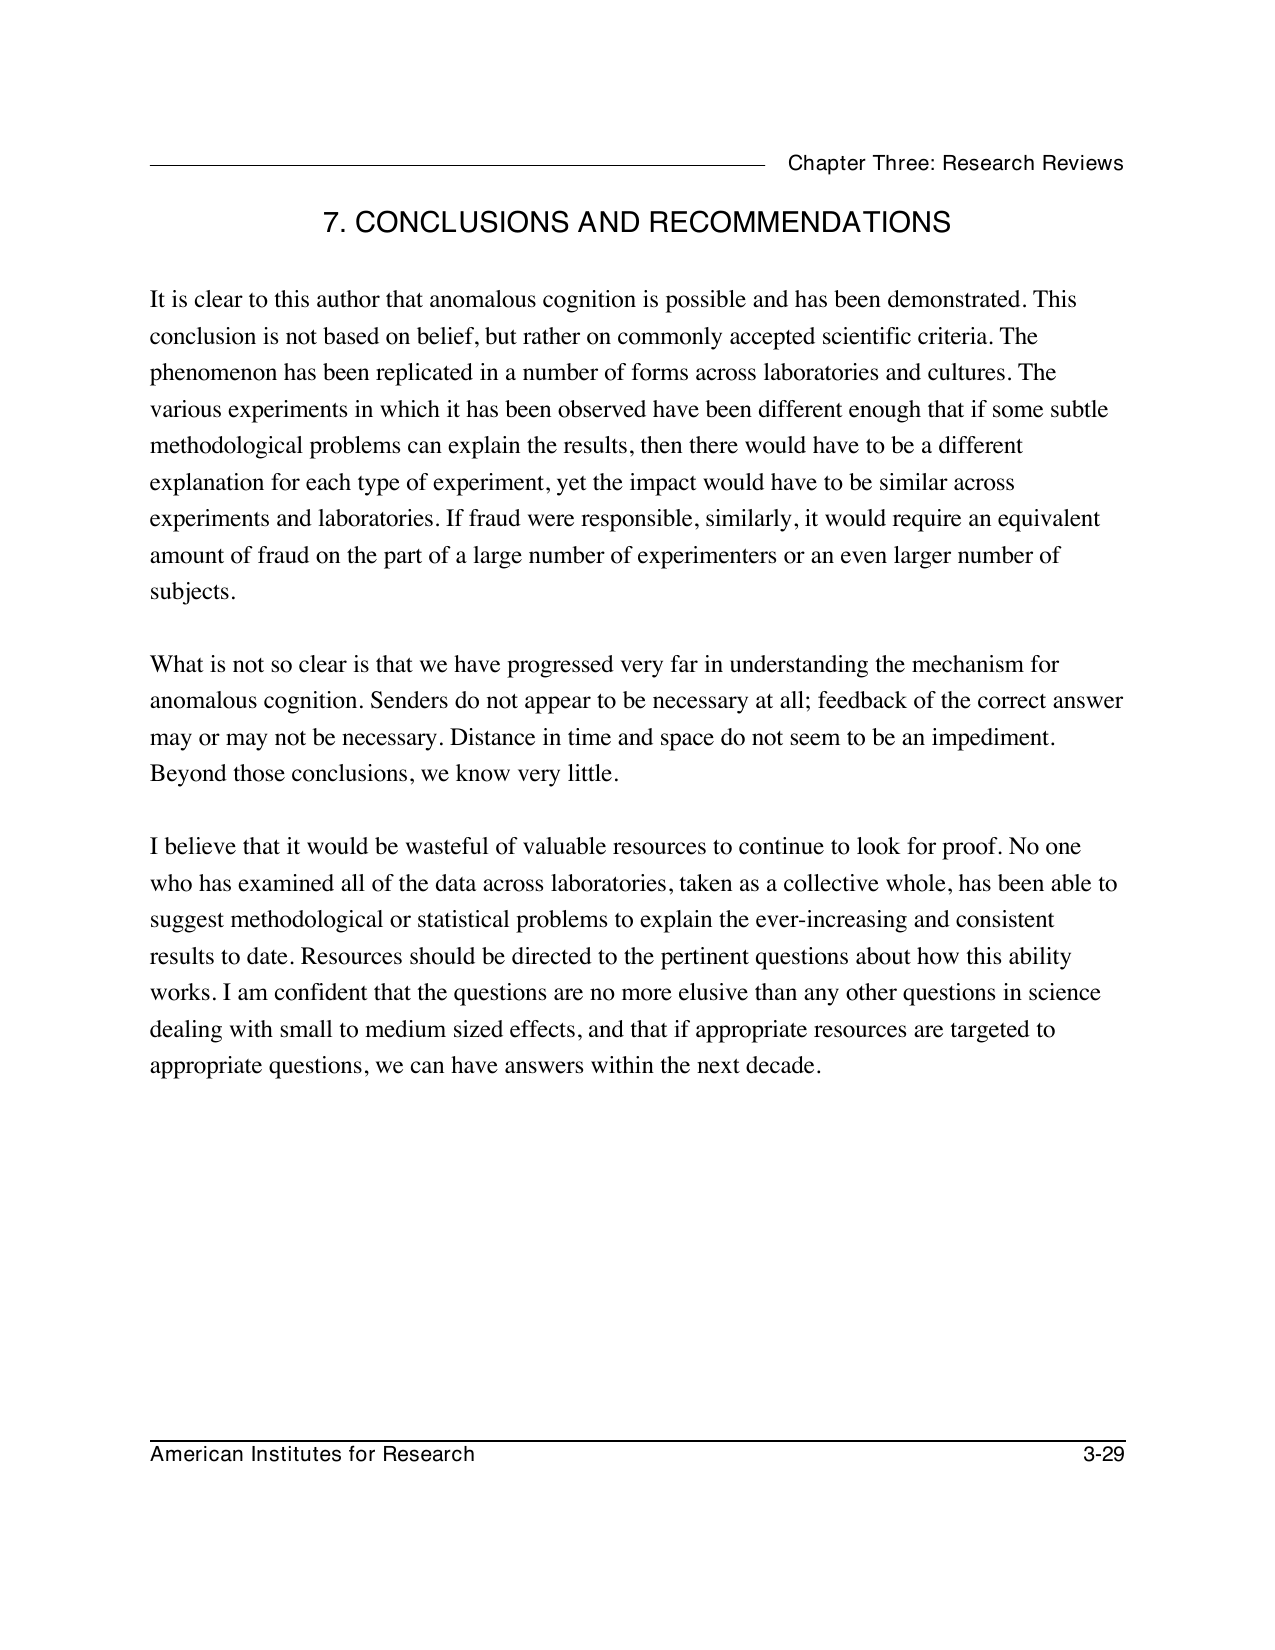 Chapter Three: Research Reviews
7. CONCLUSIONS AND RECOMMENDATIONS
It is clear to this author that anomalous cognition is possible and has been demonstrated. This
conclusion is not based on belief, but rather on commonly accepted scientific criteria. The
phenomenon has been replicated in a number of forms across laboratories and cultures. The
various experiments in which it has been observed have been different enough that if some subtle
methodological problems can explain the results, then there would have to be a different
explanation for each type of experiment, yet the impact would have to be similar across
experiments and laboratories. If fraud were responsible, similarly, it would require an equivalent
amount of fraud on the part of a large number of experimenters or an even larger number of
subjects.
What is not so clear is that we have progressed very far in understanding the mechanism for
anomalous cognition. Senders do not appear to be necessary at all; feedback of the correct answer
may or may not be necessary. Distance in time and space do not seem to be an impediment.
Beyond those conclusions, we know very little.
I believe that it would be wasteful of valuable resources to continue to look for proof. No one
who has examined all of the data across laboratories, taken as a collective whole, has been able to
suggest methodological or statistical problems to explain the ever-increasing and consistent
results to date. Resources should be directed to the pertinent questions about how this ability
works. I am confident that the questions are no more elusive than any other questions in science
dealing with small to medium sized effects, and that if appropriate resources are targeted to
appropriate questions, we can have answers within the next decade.
American Institutes for Research 3-29